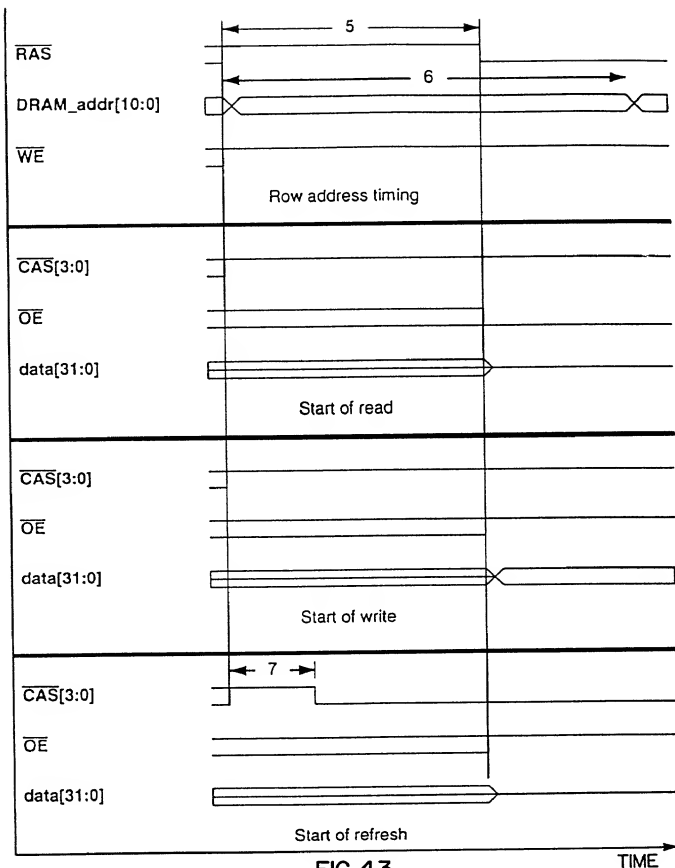 5
RAS
6
DRAM_addr[10:0]
WE
Row address timing
CAS[3:0]
OE
data[31:0]
Start of read
CAS[3:0]
OE
data[31:0]
Start of write
7
CAS[3:0]
OE
data[31:0]
Start of refresh
FIG.43
TIME